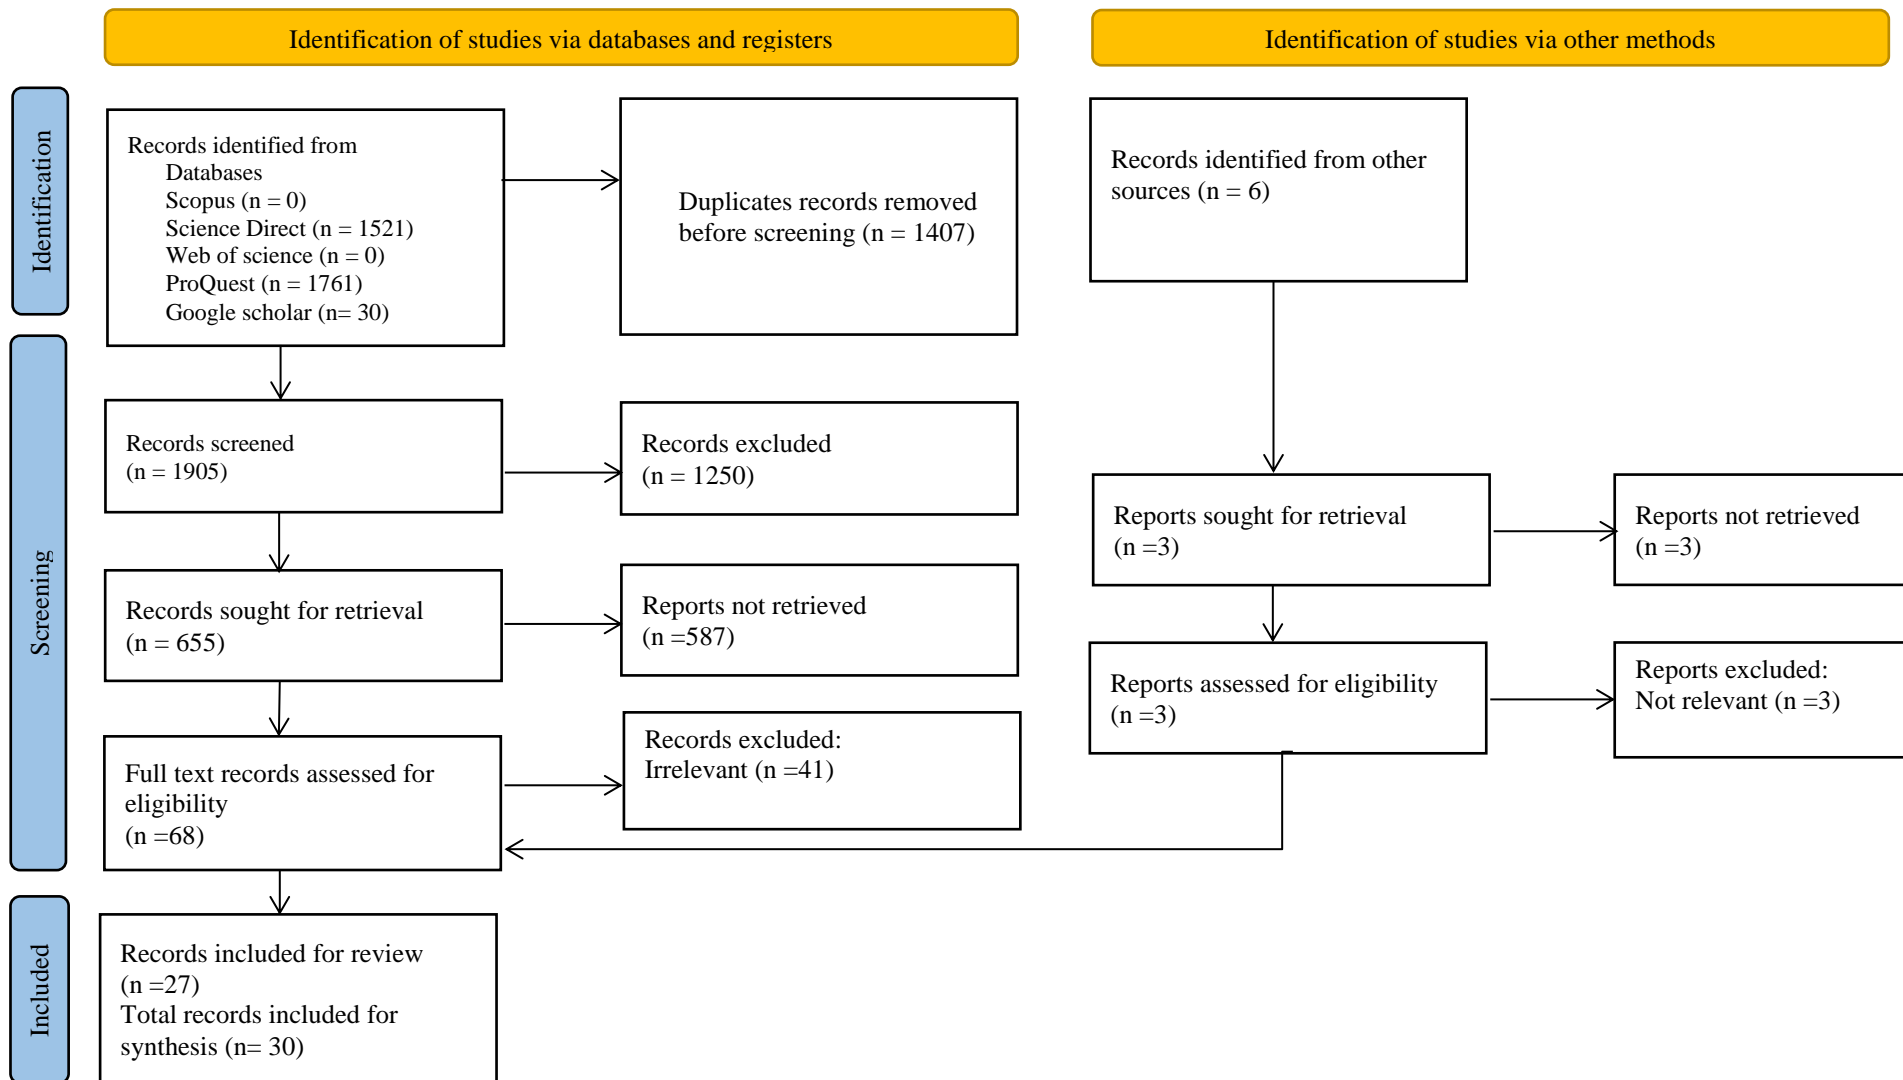 Identification of studies via databases and registers
Identification of studies via other methods
Identification
Records identified from
Databases
Scopus (n = 0)
Science Direct (n = 1521)
Web of science (n = 0)
ProQuest (n = 1761)
Google scholar (n= 30)
Duplicates records removed
before screening (n = 1407)
Records identified from other
sources (n = 6)
Screening
Records screened
(n = 1905)
Records excluded
(n = 1250)
Reports sought for retrieval
(n =3)
Reports not retrieved
(n =3)
Records sought for retrieval
(n = 655)
Reports not retrieved
(n =587)
Reports assessed for eligibility
(n =3)
Reports excluded:
Not relevant (n =3)
Full text records assessed for
eligibility
(n =68)
Records excluded:
Irrelevant (n =41)
Included
Records included for review
(n =27)
Total records included for
synthesis (n= 30)